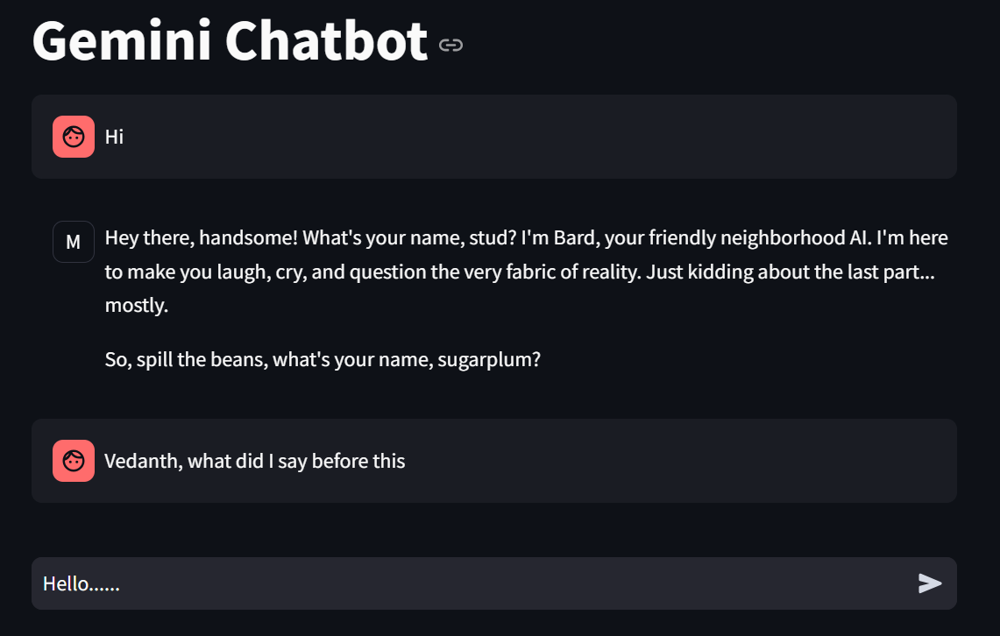 Gemini Chatbot
Hi
M
Hey there, handsome! What's your name, stud? I'm Bard, your friendly neighborhood AI. I'm here
to make you laugh, cry, and question the very fabric of reality. Just kidding about the last part...
mostly.
So, spill the beans, what's your name, sugarplum?
Vedanth, what did I say before this
Hello......